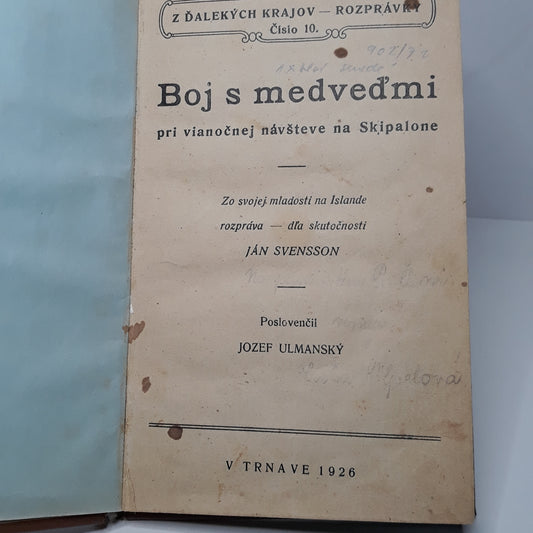 Z ĎALEKÝCH KRAJOV — ROZPRÁVKY
Číslo 10.
Boj s medveďmi
pri vianočnej návšteve na Skipalone
Zo svojej mladosti na Islande
rozpráva — dľa skutočnosti
JÁN SVENSSON
Poslovenčil
JOZEF ULMANSKÝ
V TRNAVE 1926